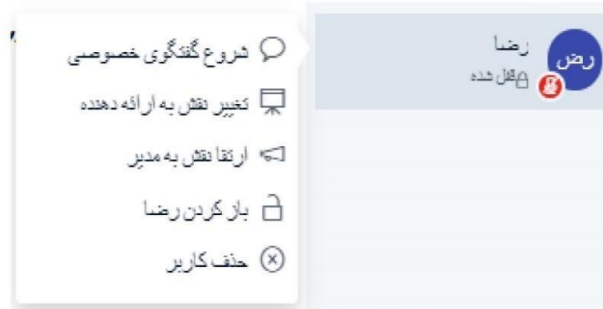 رضا
رض
قفل شده
شروع گفتگوی خصوصی
تغییر نقش به ارائه دهنده
ارتقا نقش به مدیر
باز کردن رضا
حذف کاربر